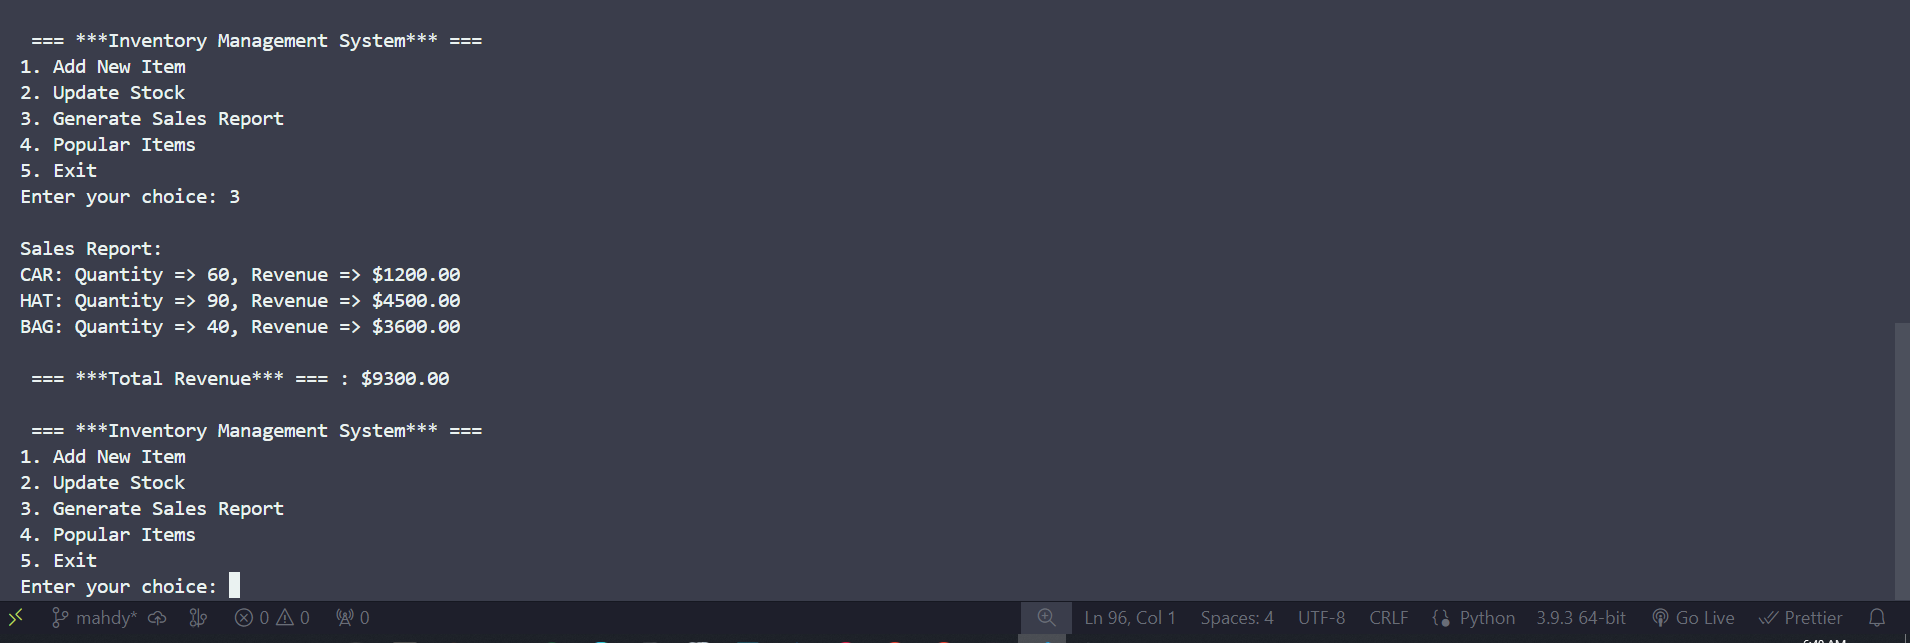 === ***Inventory Management System*** ===
1. Add New Item
2. Update Stock
3. Generate Sales Report
4. Popular Items
5. Exit
Enter your choice: 3
Sales Report:
CAR: Quantity => 60, Revenue => $1200.00
HAT: Quantity => 90, Revenue => $4500.00
BAG: Quantity => 40, Revenue => $3600.00
=== ***Total Revenue*** === : $9300.00
=== ***Inventory Management System*** ===
1. Add New Item
2. Update Stock
3. Generate Sales Report
4. Popular Items
5. Exit
Enter your choice:
mahdy* 0 0 0 Ln 96, Col 1 Spaces: 4 UTF-8 CRLF Python 3.9.3 64-bit Go Live Prettier